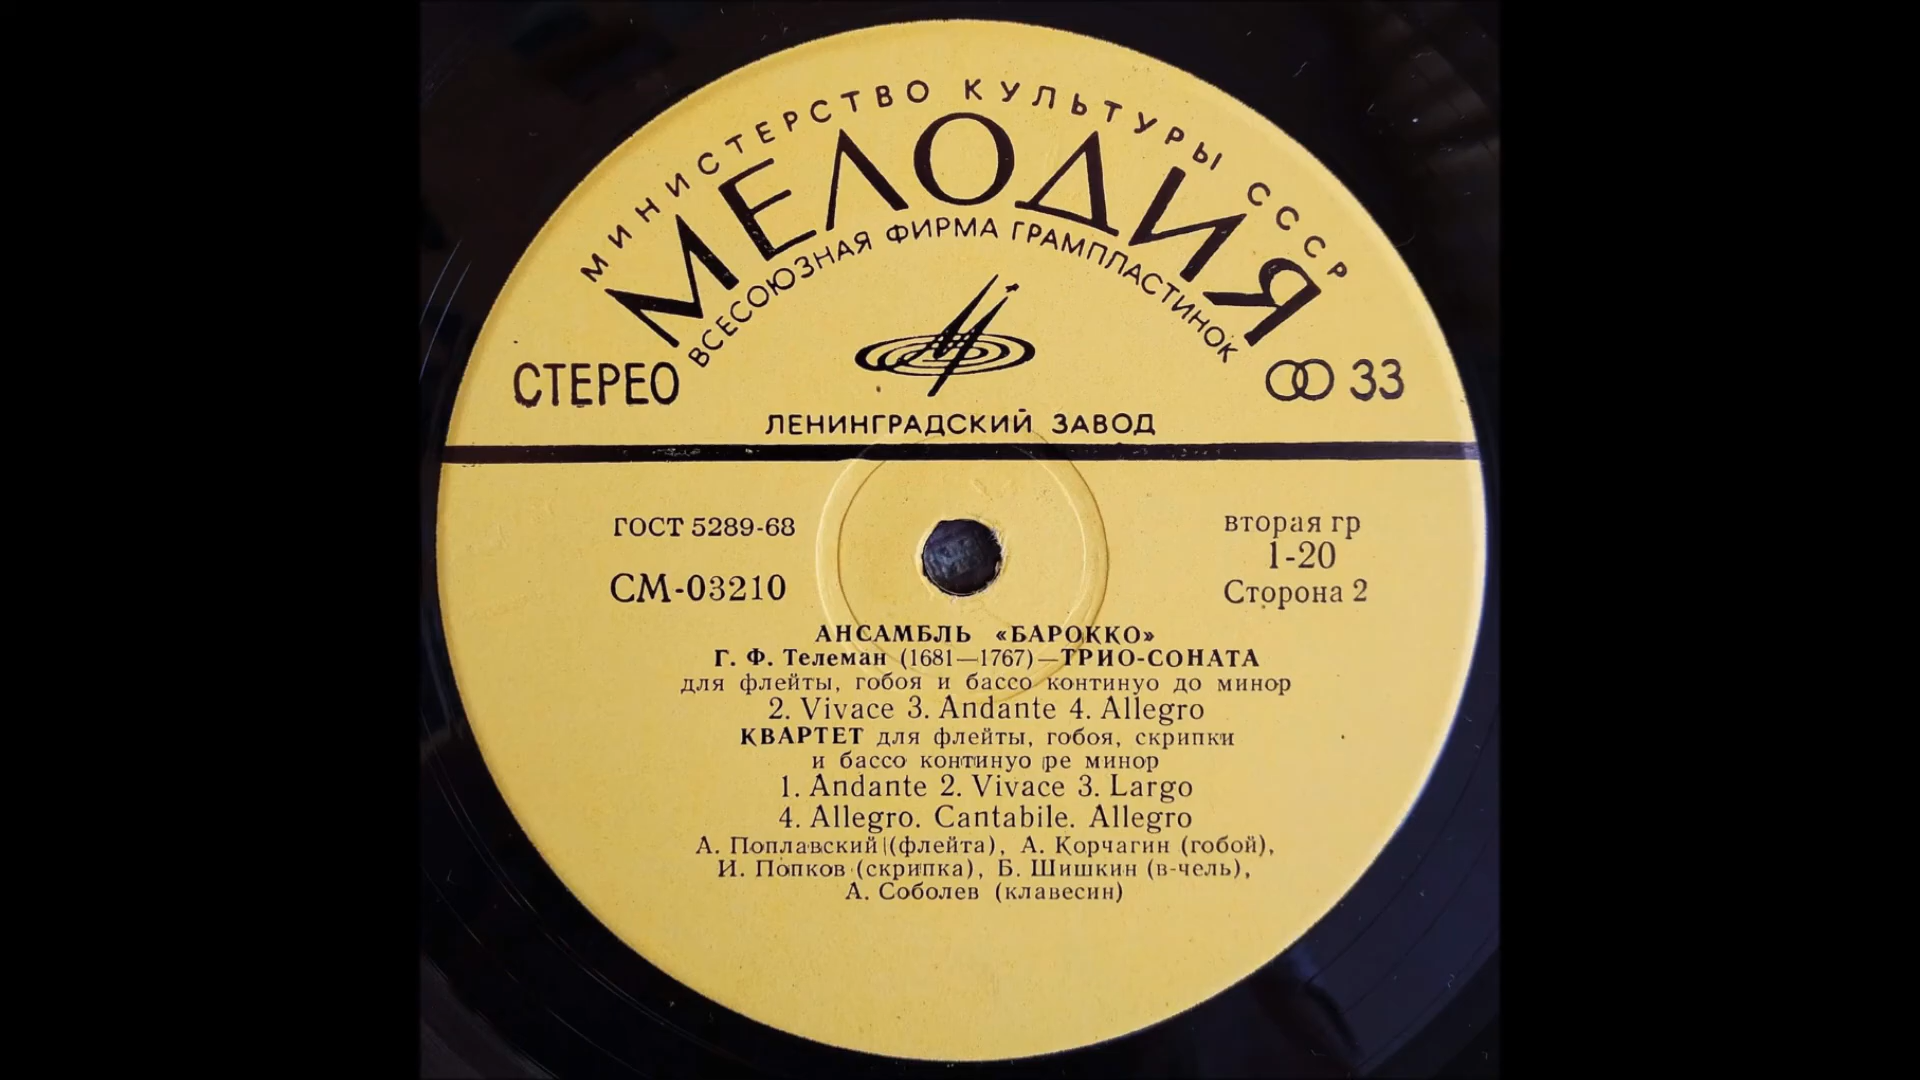 МИНИСТЕРСТВО КУЛЬТУРЫ СССР
МЕЛОДИЯ
ВСЕСОЮЗНАЯ ФИРМА ГРАМПЛАСТИНОК
СТЕРЕО
33
ЛЕНИНГРАДСКИЙ ЗАВОД
ГОСТ 5289-68
вторая гр
1-20
СМ-03210
Сторона 2
АНСАМБЛЬ «БАРОККО»
Г. Ф. Телеман (1681—1767)—ТРИО-СОНАТА
для флейты, гобоя и бассо континуо до минор
2. Vivace 3. Andante 4. Allegro
КВАРТЕТ для флейты, гобоя, скрипки
и бассо континуо ре минор
1. Andante 2. Vivace 3. Largo
4. Allegro. Cantabile. Allegro
А. Поплавский (флейта), А. Корчагин (гобой),
И. Попков (скрипка), Б. Шишкин (в-чель),
А. Соболев (клавесин)